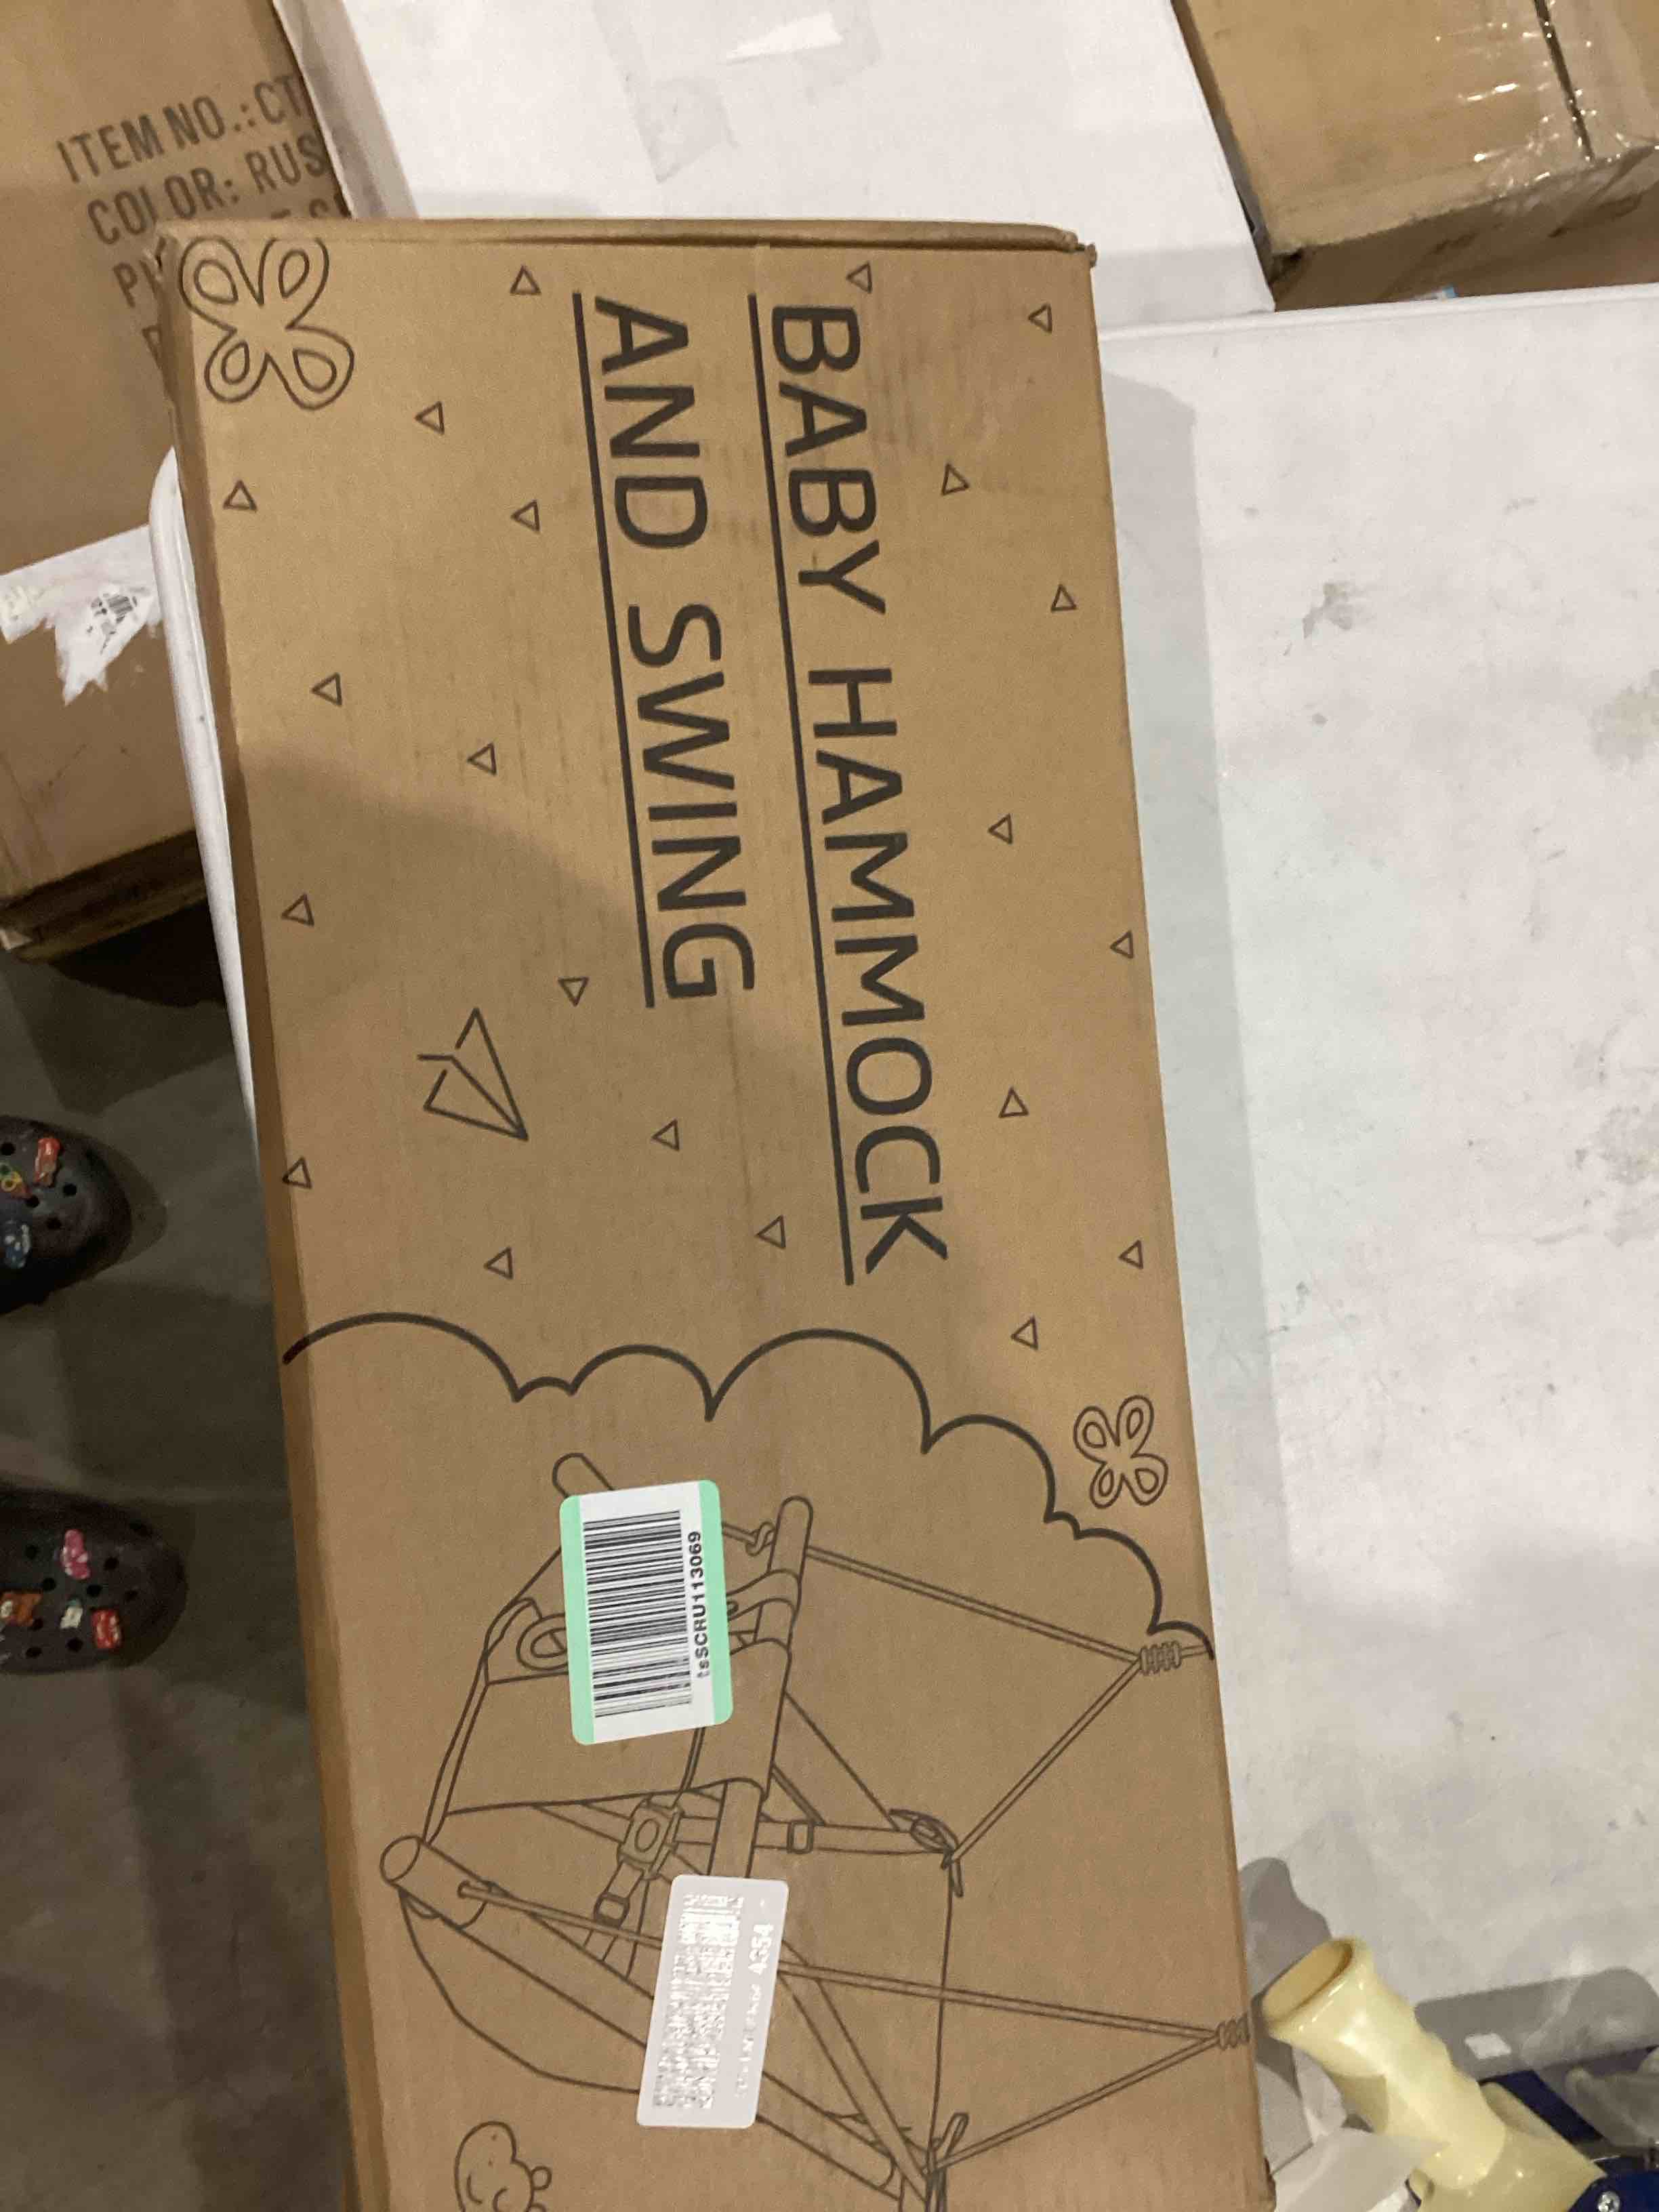 BABY HAMMOCK
AND SWING
tsSCRU113069
ITEM NO.: CT
COLOR: RUS